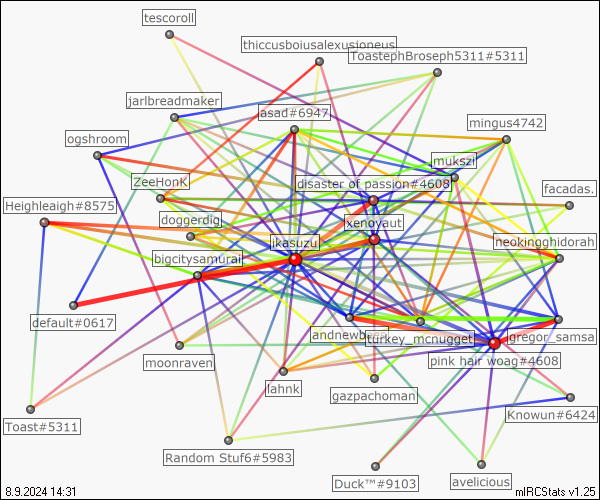 tescoroll
thiccusboiusalexusioneus
ToastephBroseph5311#5311
jarlbreadmaker
asad#6947
mingus4742
ogshroom
mukszi
ZeeHonK
disaster of passion#4608
facadas.
Heighleaigh#8575
doggerdig
xenoyaut
ikasuzu
neokingghidorah
bigcitysamurai
default#0617
andnewb
turkey_mcnugget
gregor_samsa
moonraven
pink hair woag#4608
lahnk
gazpachoman
Knowun#6424
Toast#5311
Random Stuf6#5983
Duck™#9103
avelicious
8.9.2024 14:31
mIRCStats v1.25